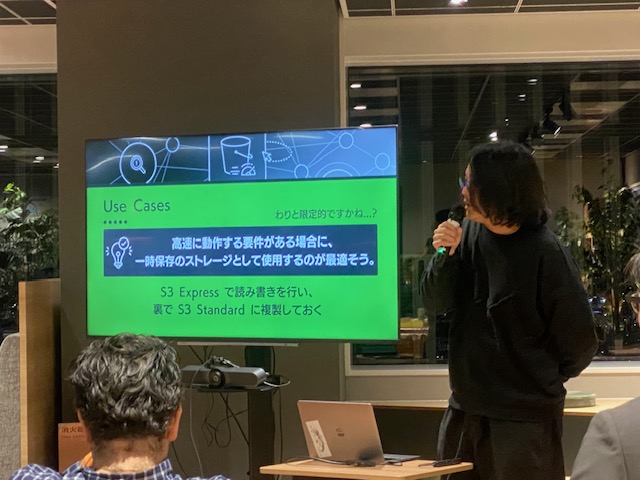 Use Cases
わりと限定的ですかね...?
高速に動作する要件がある場合に、
一時保存のストレージとして使用するのが最適そう。
S3 Express で読み書きを行い、
裏で S3 Standard に複製しておく